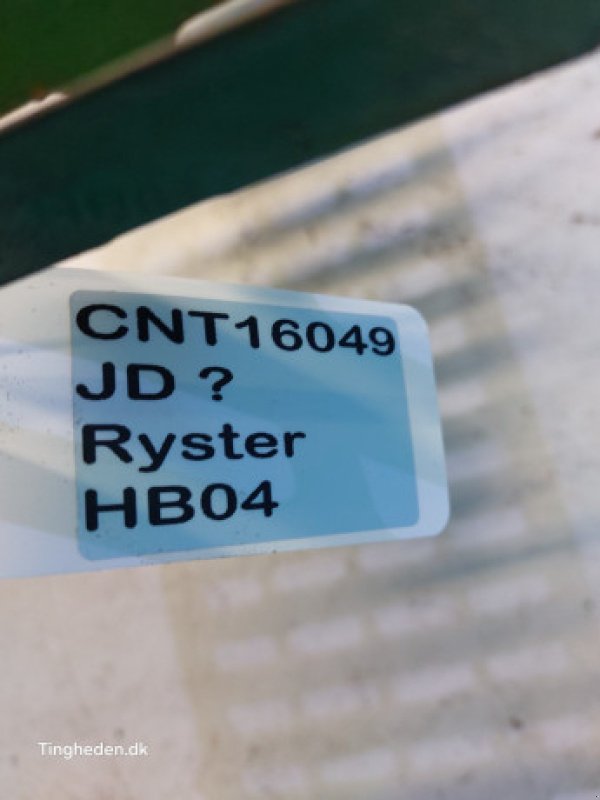 CNT16049
JD ?
Ryster
HB04
Tingheden.dk